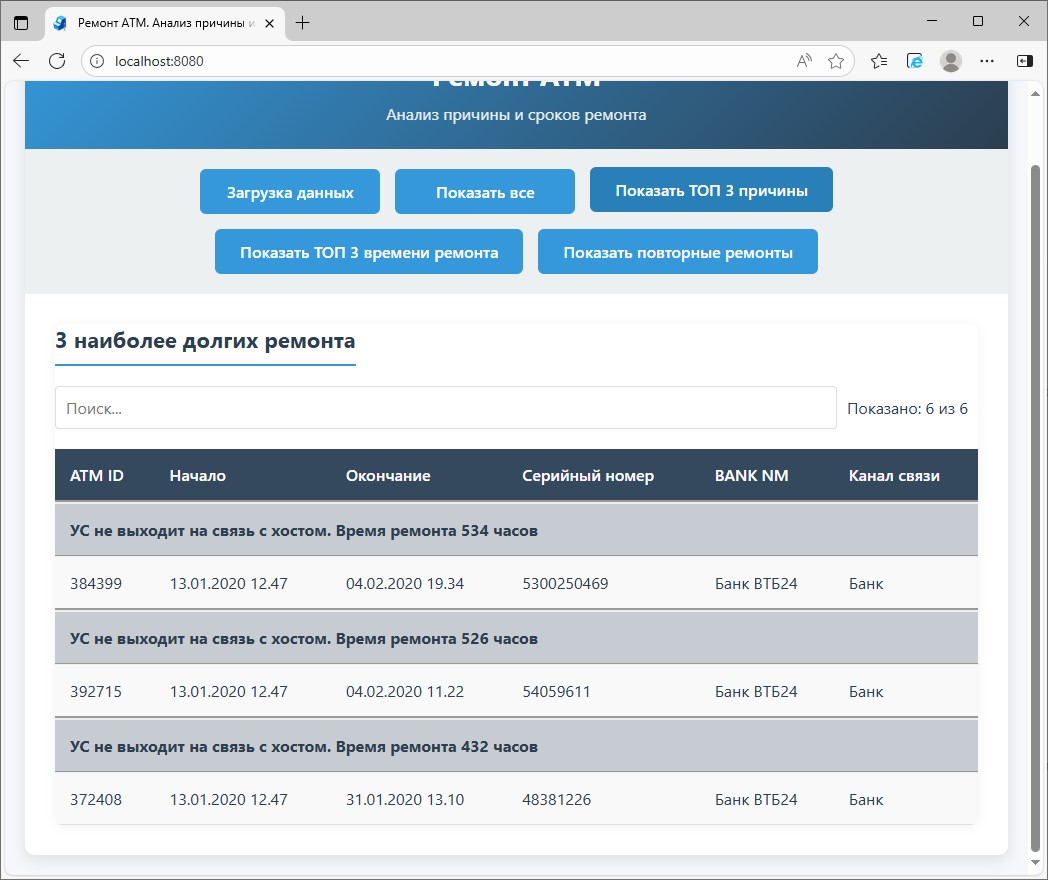 Ремонт АТМ. Анализ причины и
localhost:8080
Ремонт АТМ
Анализ причины и сроков ремонта
Загрузка данных
Показать все
Показать ТОП 3 причины
Показать ТОП 3 времени ремонта
Показать повторные ремонты
3 наиболее долгих ремонта
Поиск...
Показано: 6 из 6
ATM ID Начало Окончание Серийный номер BANK NM Канал связи
УС не выходит на связь с хостом. Время ремонта 534 часов
384399 13.01.2020 12.47 04.02.2020 19.34 5300250469 Банк ВТБ24 Банк
УС не выходит на связь с хостом. Время ремонта 526 часов
392715 13.01.2020 12.47 04.02.2020 11.22 54059611 Банк ВТБ24 Банк
УС не выходит на связь с хостом. Время ремонта 432 часов
372408 13.01.2020 12.47 31.01.2020 13.10 48381226 Банк ВТБ24 Банк